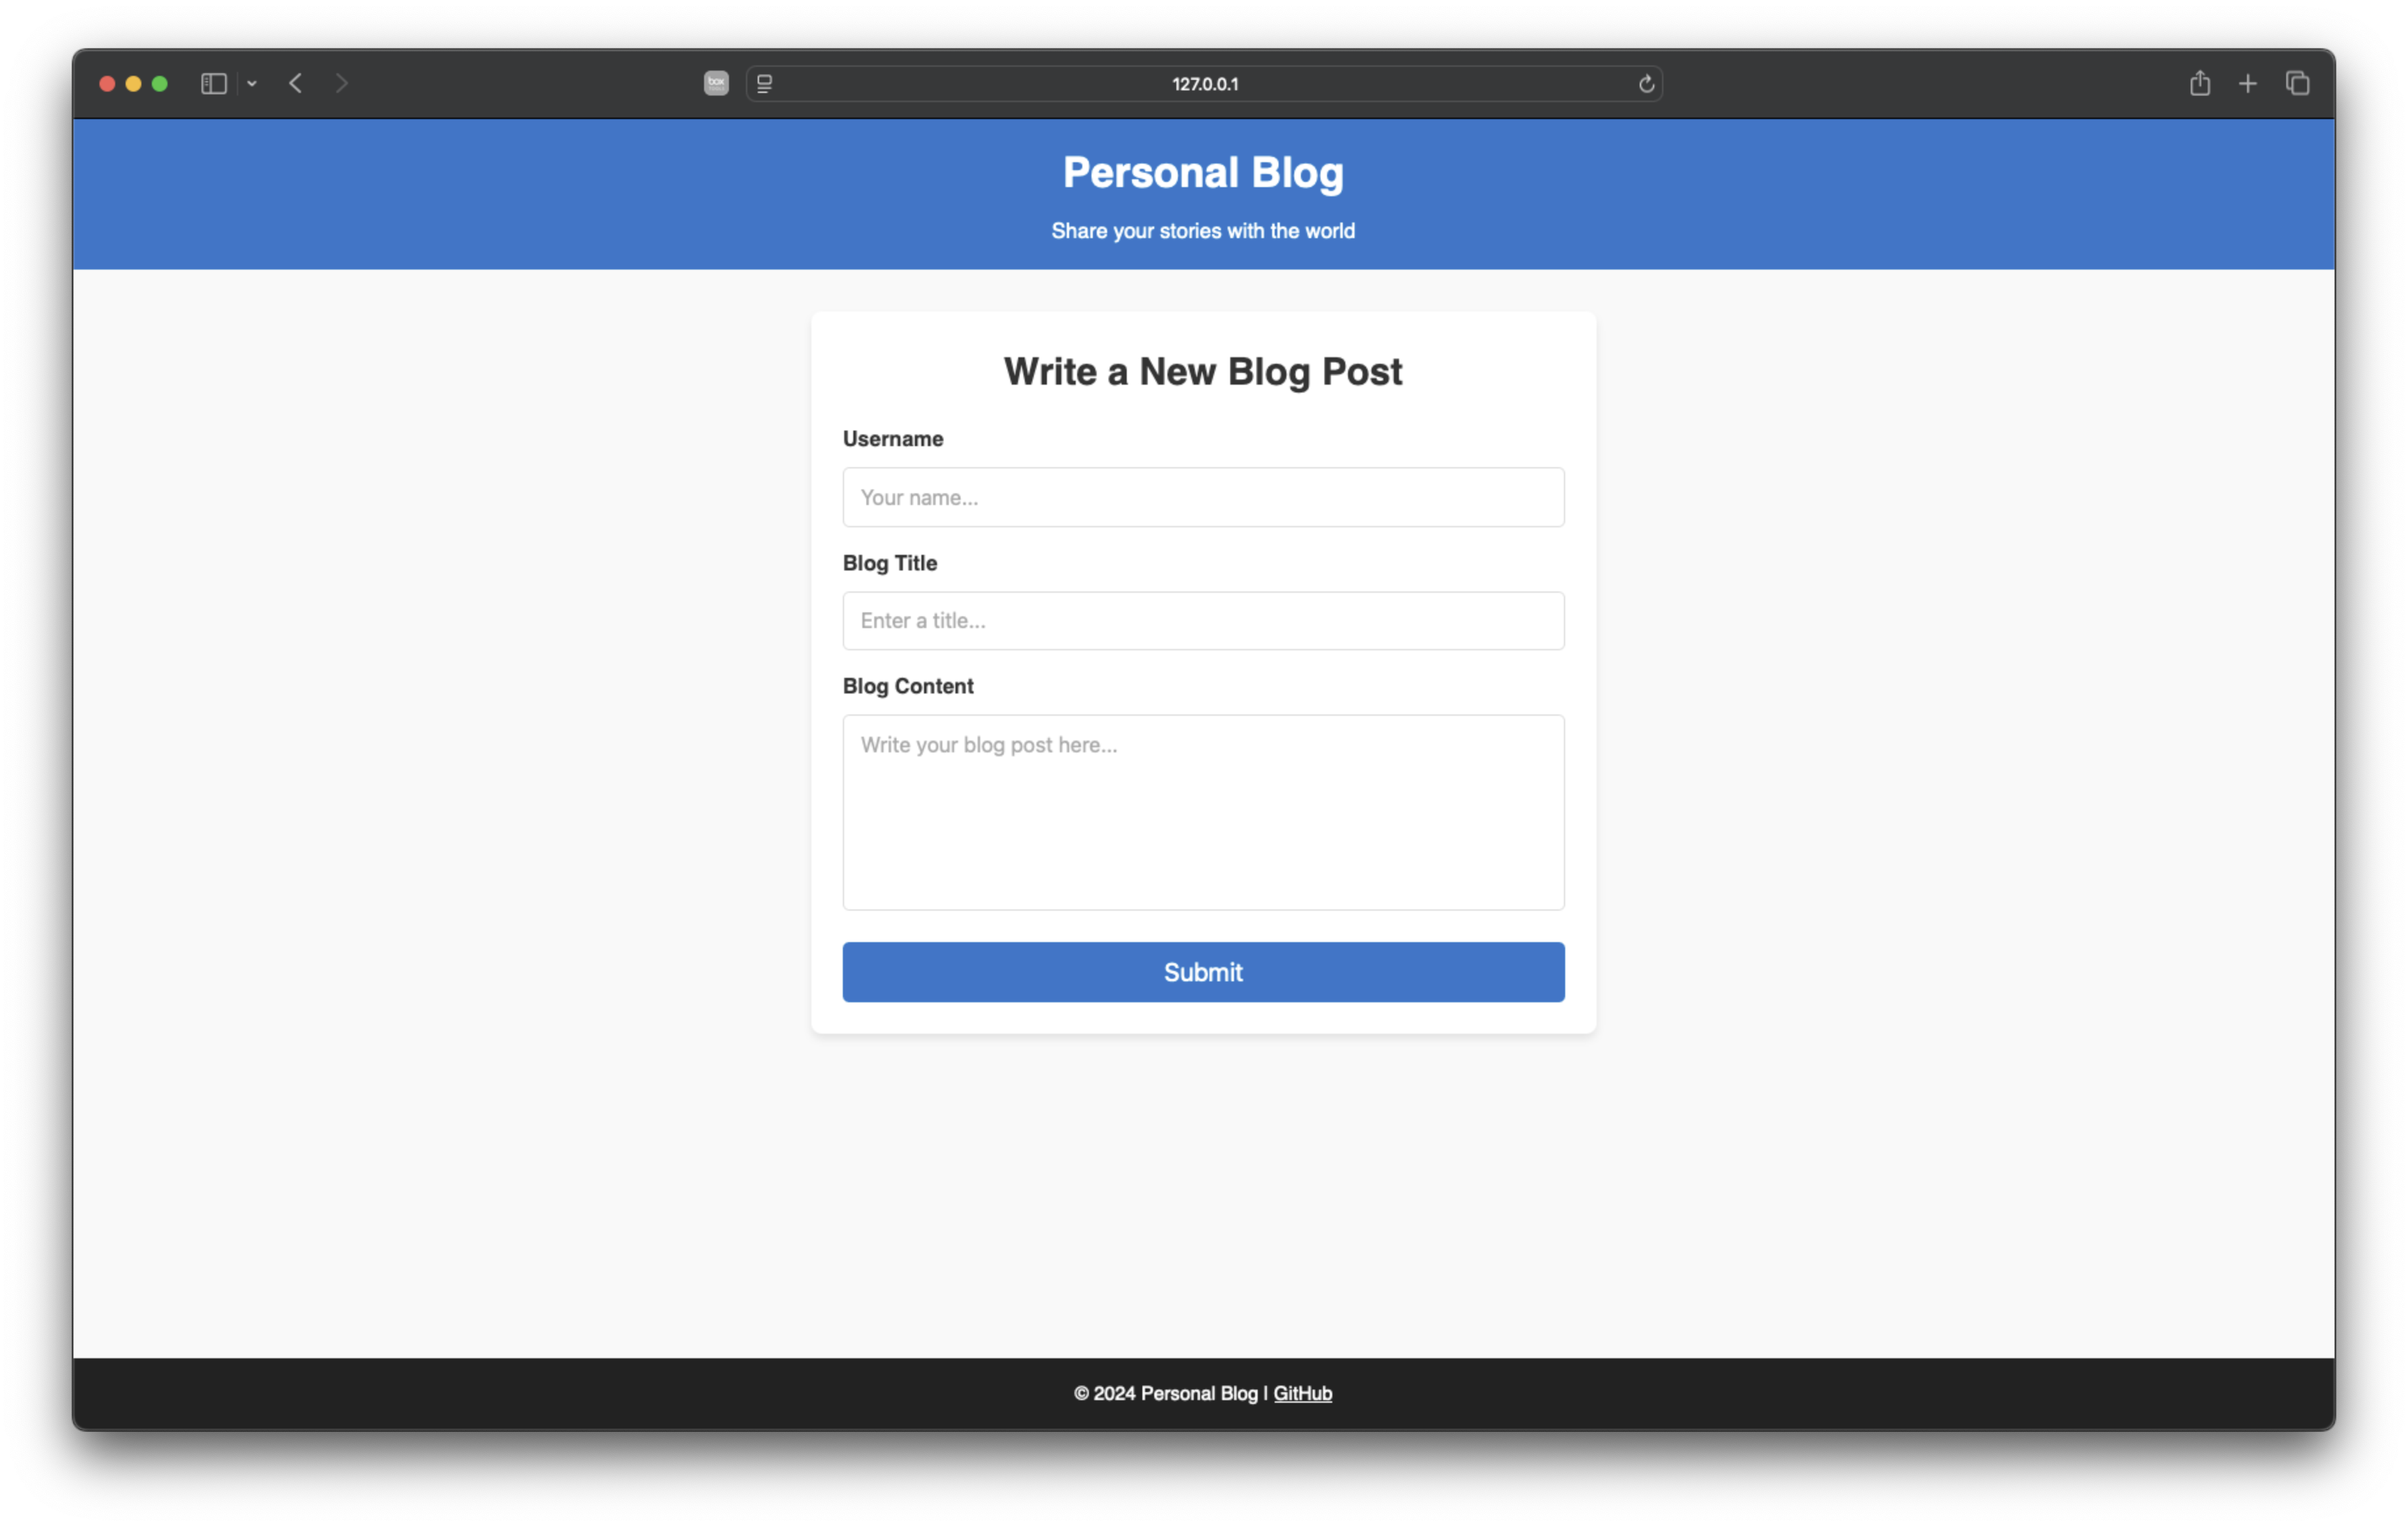 box
127.0.0.1
Personal Blog
Share your stories with the world
Write a New Blog Post
Username
Your name...
Blog Title
Enter a title...
Blog Content
Write your blog post here...
Submit
© 2024 Personal Blog | GitHub